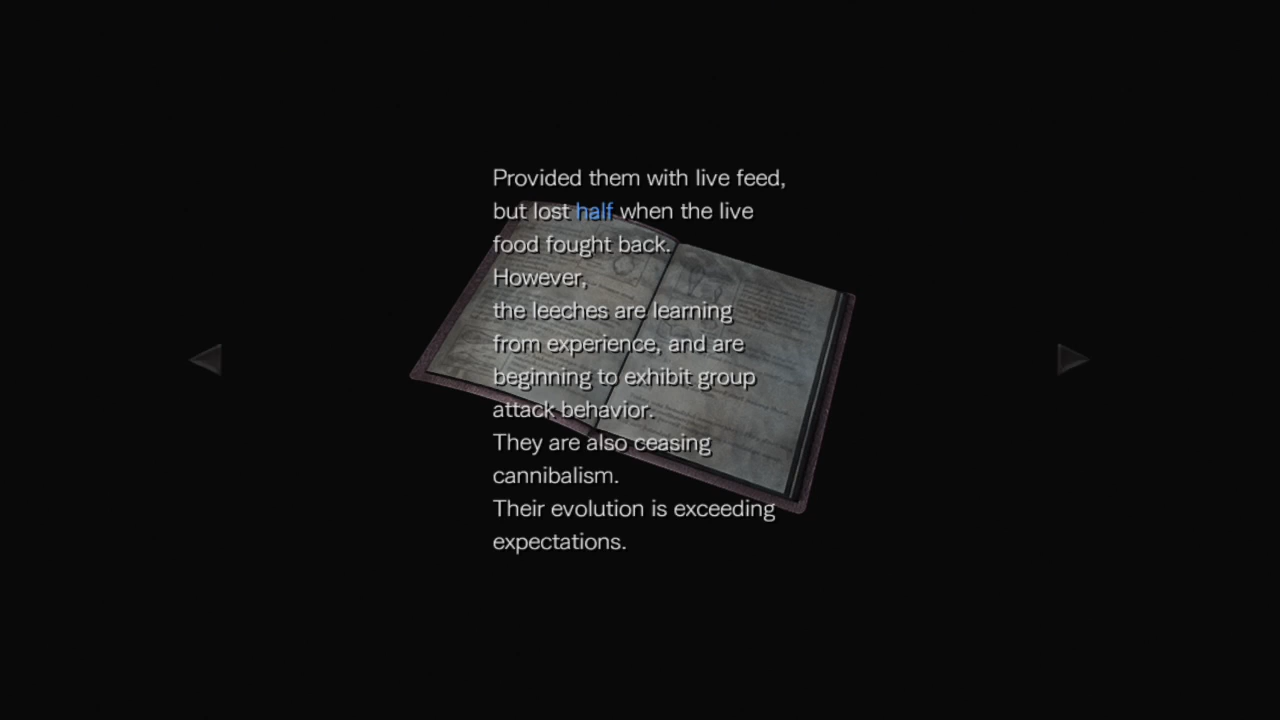 Provided them with live feed,
but lost half when the live
food fought back.
However,
the leeches are learning
from experience, and are
beginning to exhibit group
attack behavior.
They are also ceasing
cannibalism.
Their evolution is exceeding
expectations.